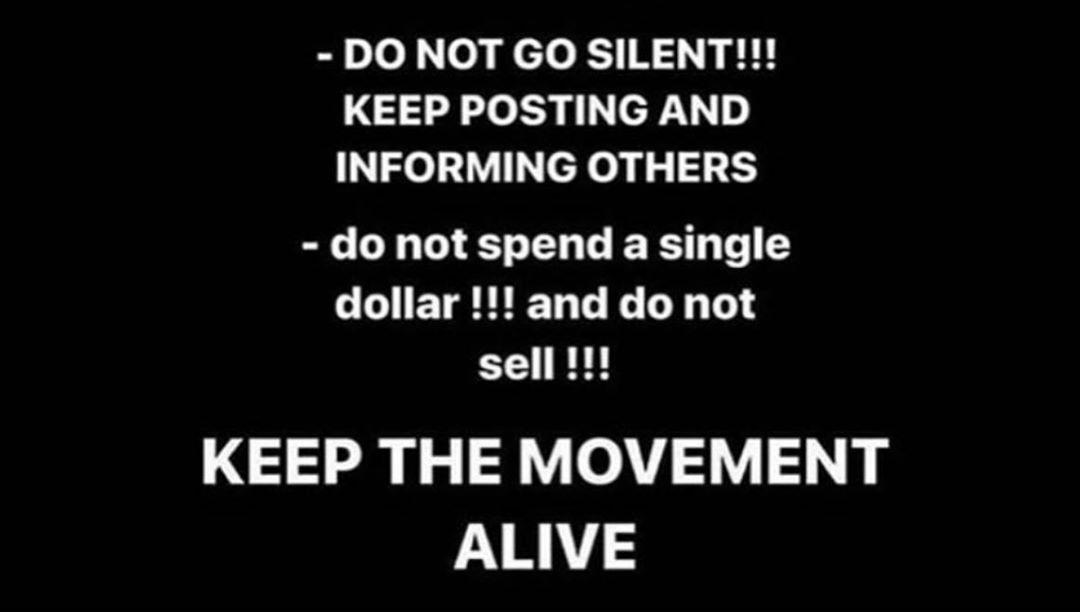 - DO NOT GO SILENT!!!
KEEP POSTING AND
INFORMING OTHERS
- do not spend a single
dollar !!! and do not
sell !!!
KEEP THE MOVEMENT
ALIVE